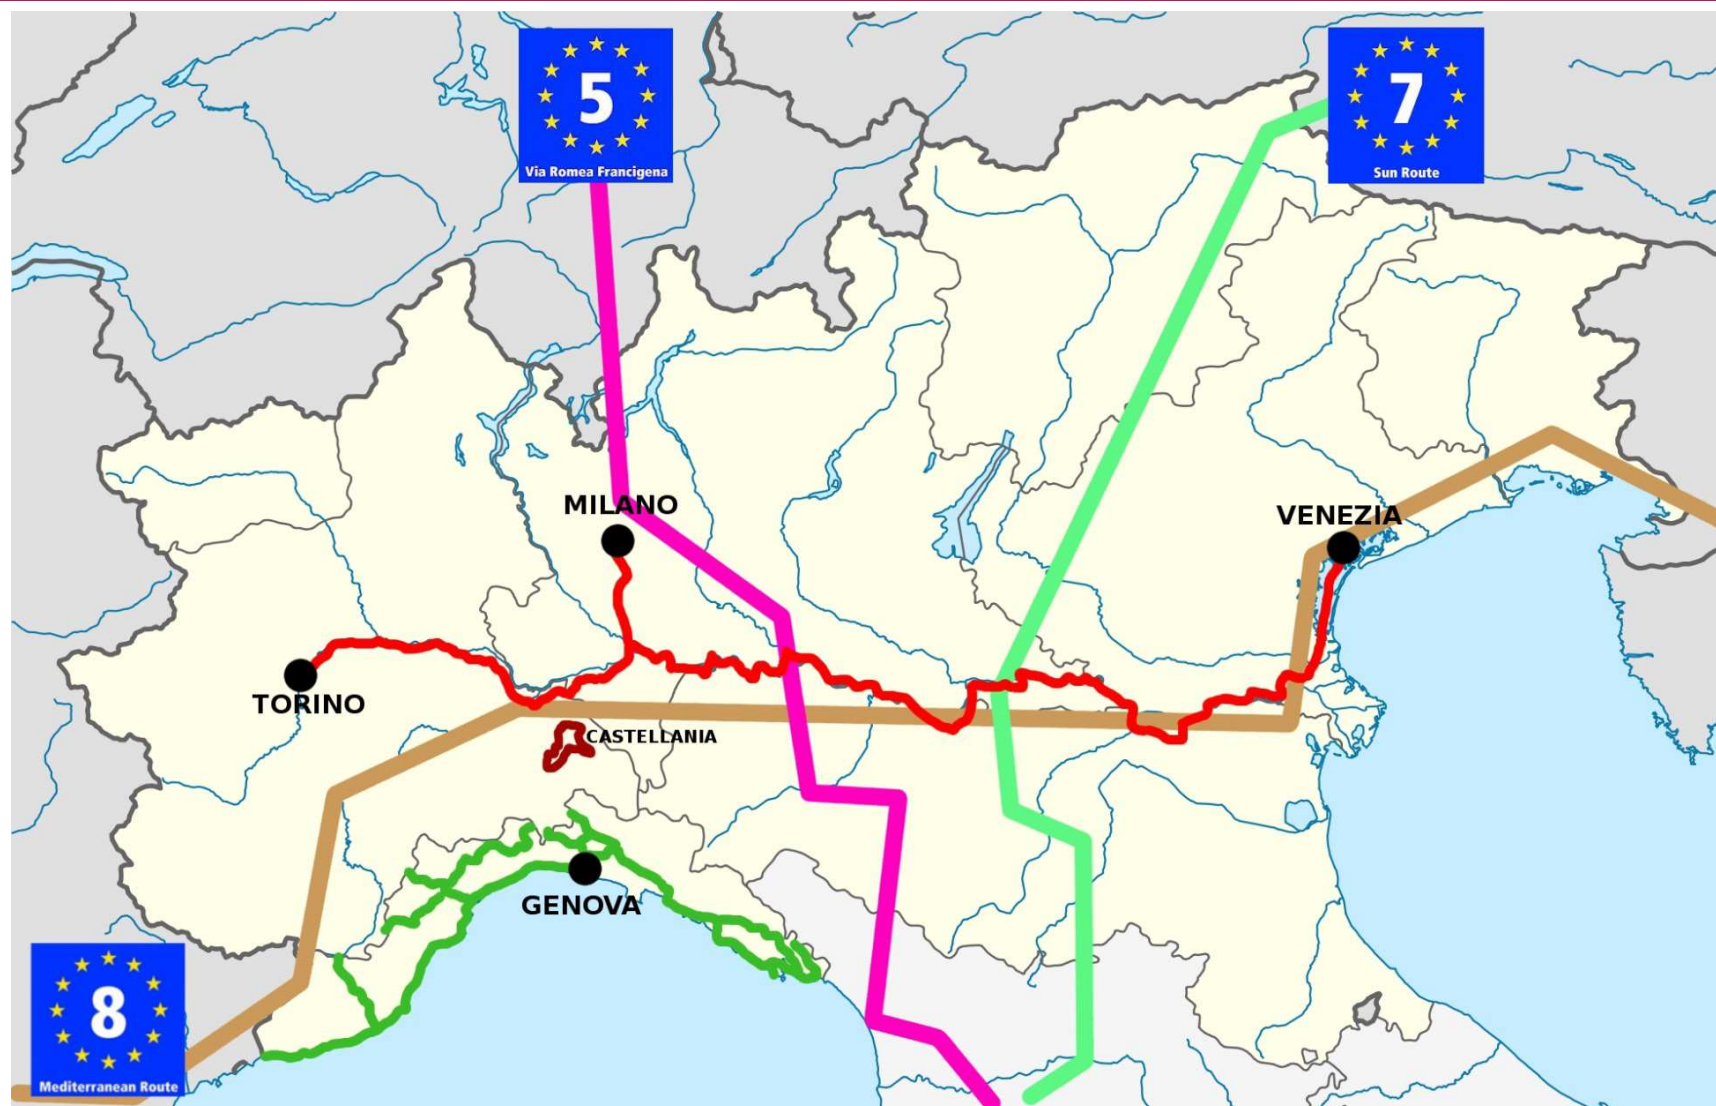 5
Via Romea Francigena
7
Sun Route
MILANO
VENEZIA
TORINO
CASTELLANIA
GENOVA
8
Mediterranean Route